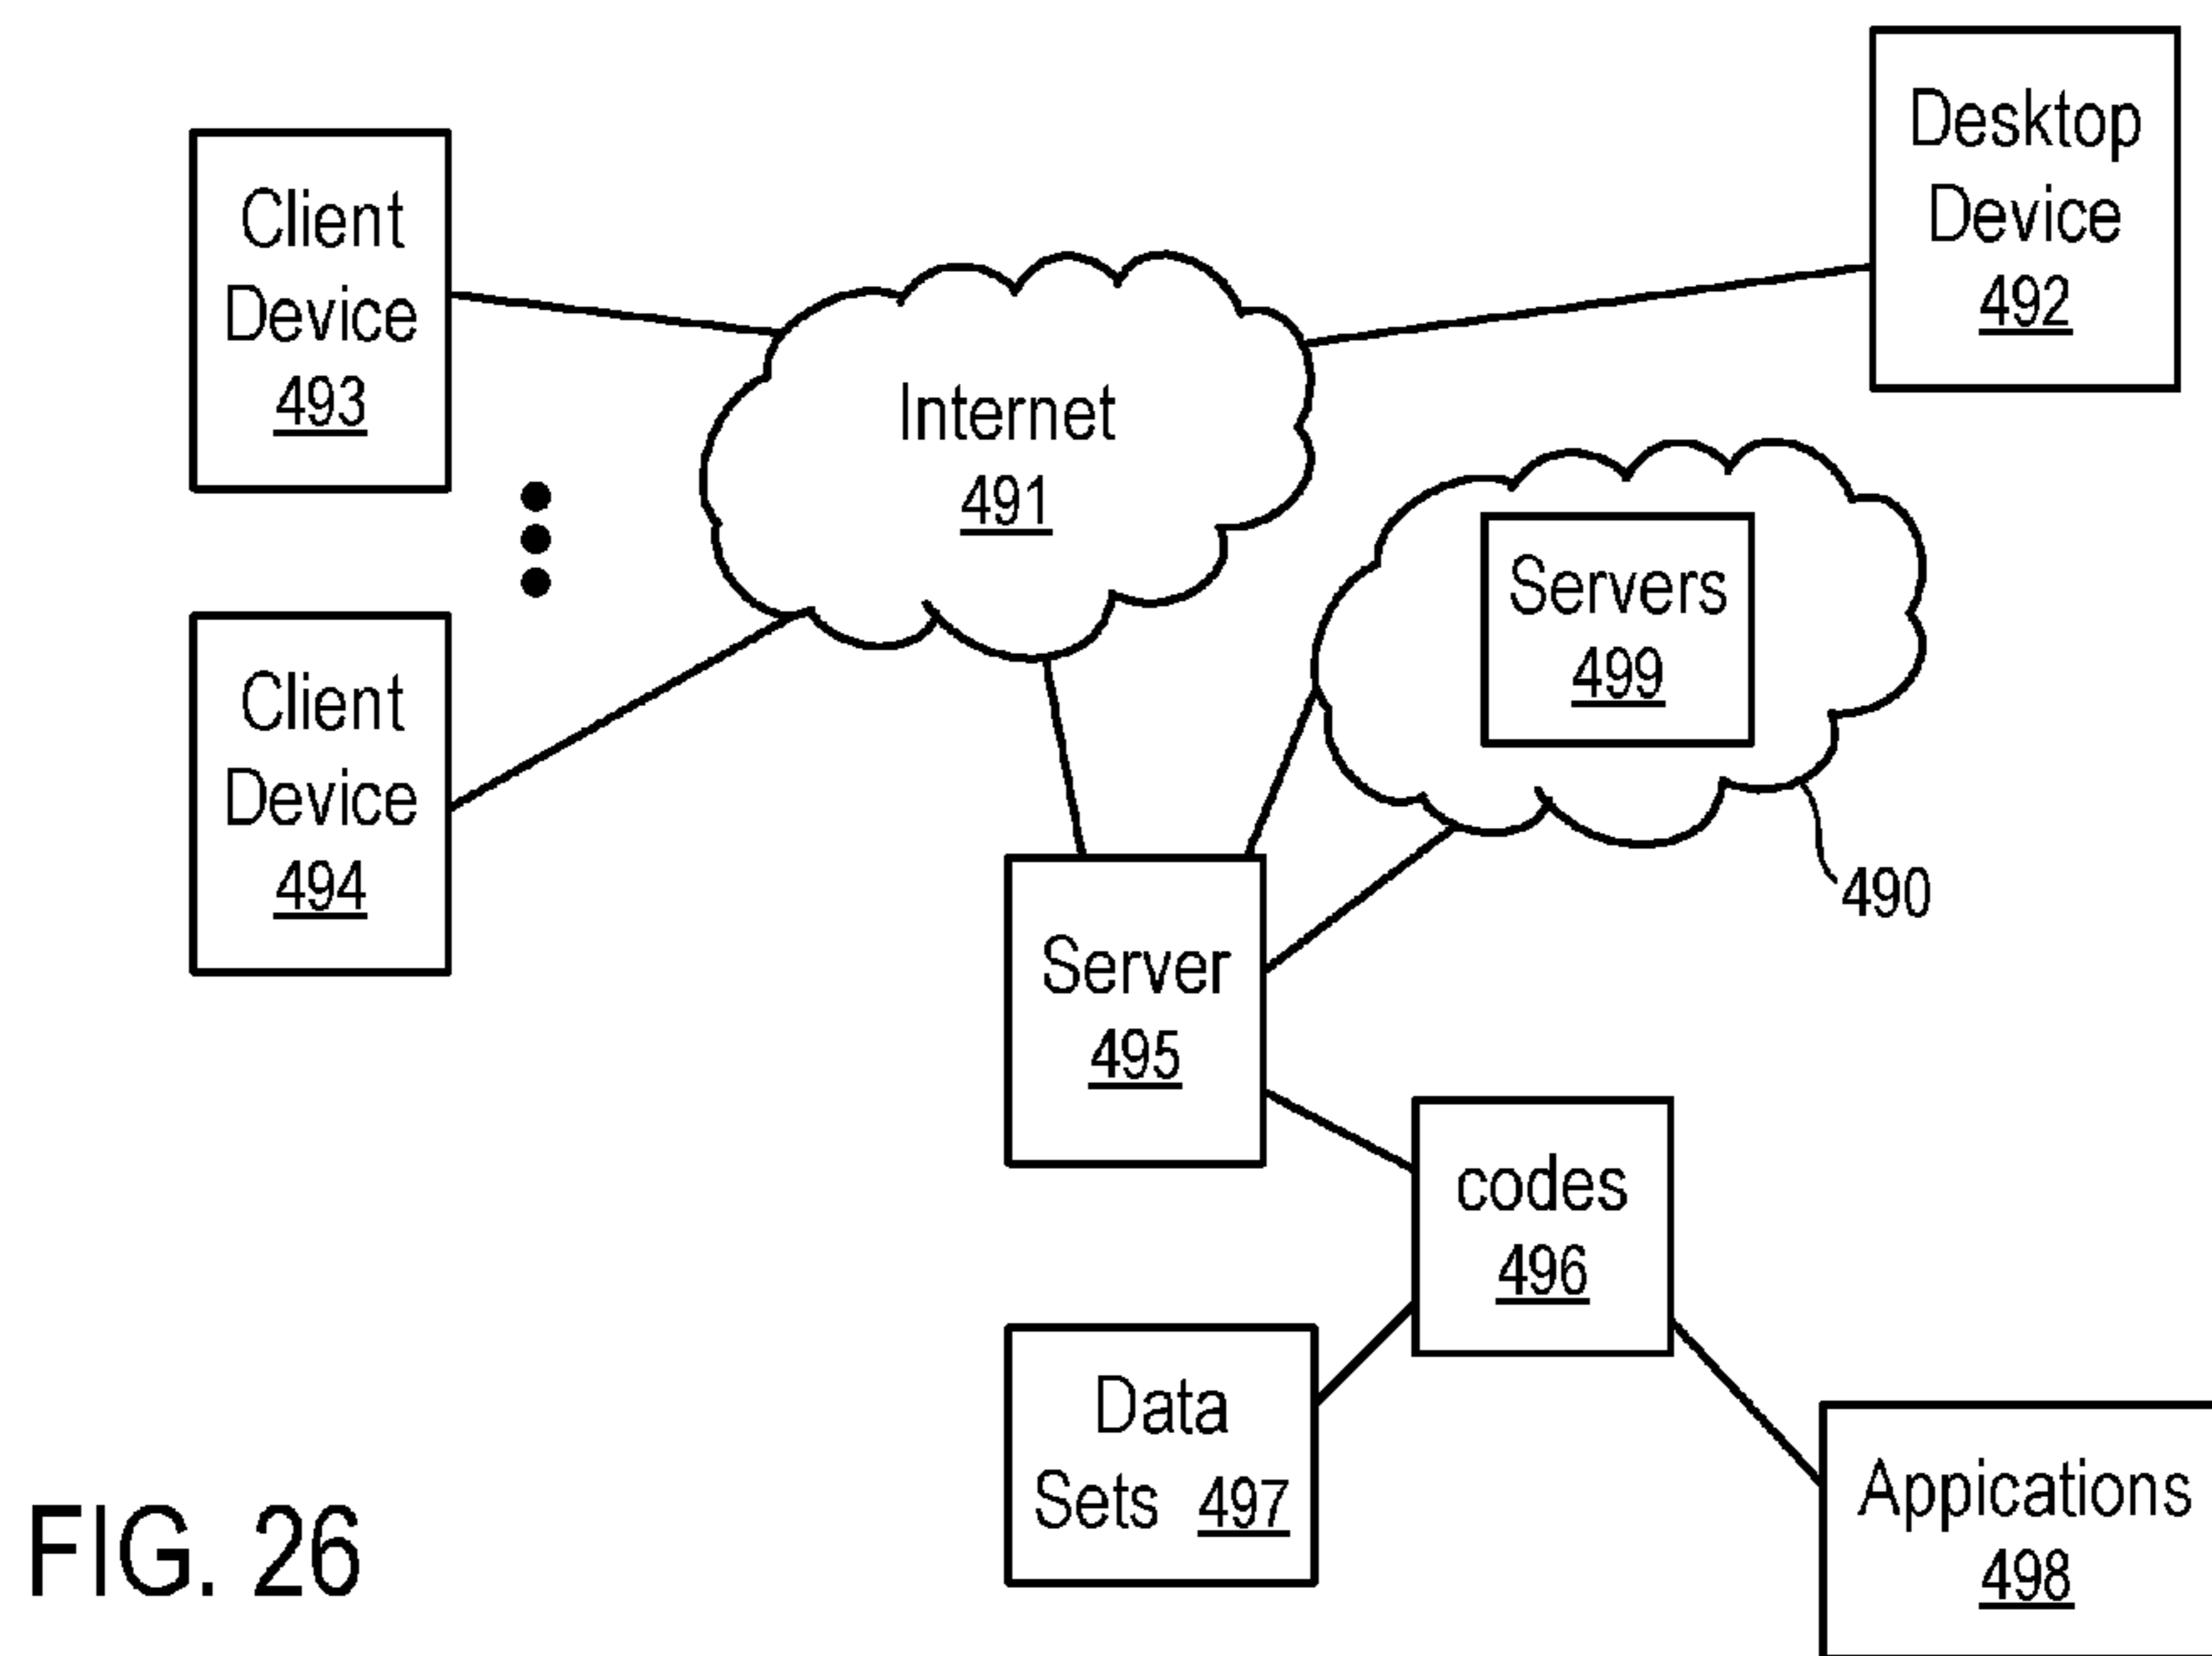 Desktop
Device
492
Client
Device
493
Internet
491
Servers
499
Client
Device
494
490
Server
495
codes
496
Data
Sets 497
Appications
498
FIG. 26